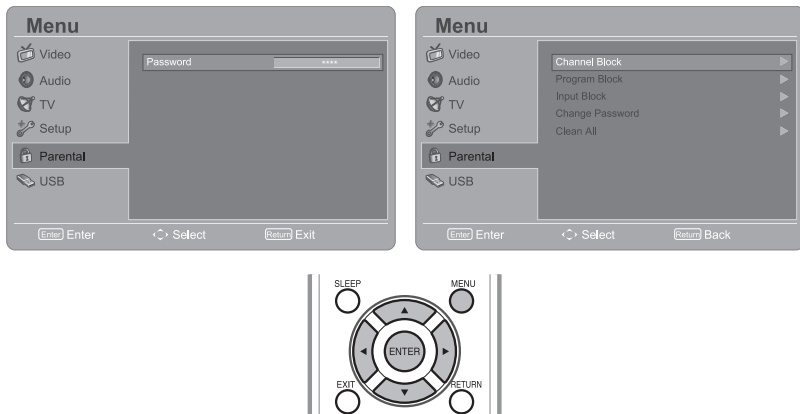 Menu
Video
Audio
TV
Setup
Parental
USB
Password ****
Enter Enter Select Return Exit
Menu
Video
Audio
TV
Setup
Parental
USB
Channel Block
Program Block
Input Block
Change Password
Clean All
Enter Enter Select Return Back
SLEEP MENU
ENTER
EXIT RETURN